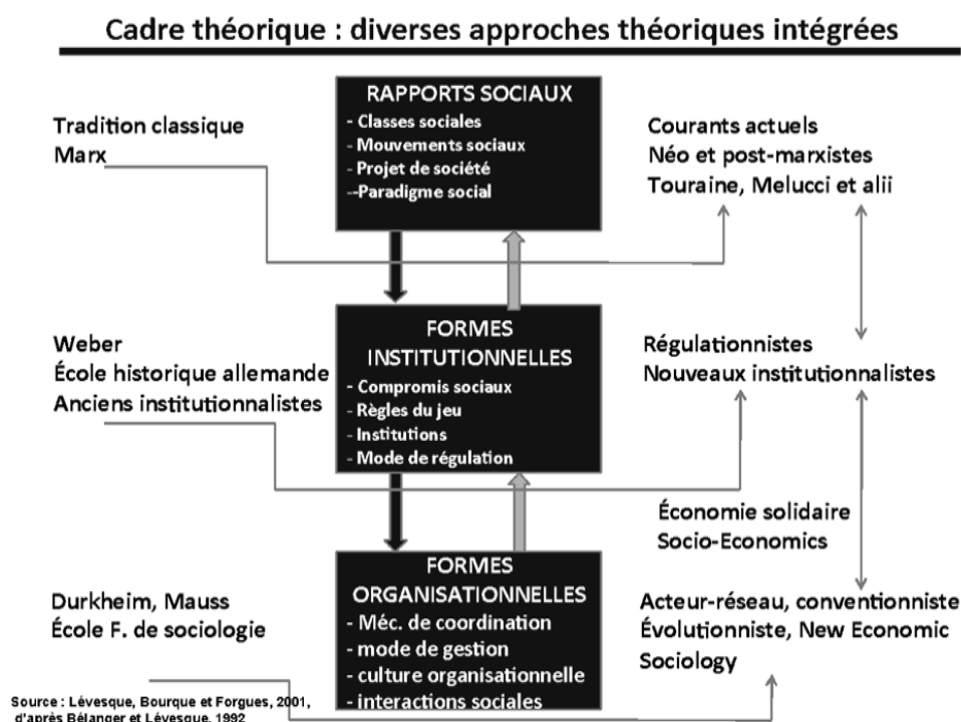 Cadre théorique : diverses approches théoriques intégrées
Tradition classique
Marx
RAPPORTS SOCIAUX
- Classes sociales
- Mouvements sociaux
- Projet de société
--Paradigme social
Courants actuels
Néo et post-marxistes
Touraine, Melucci et alii
Weber
École historique allemande
Anciens institutionnalistes
FORMES
INSTITUTIONNELLES
- Compromis sociaux
- Règles du jeu
- Institutions
- Mode de régulation
Régulationnistes
Nouveaux institutionnalistes
Économie solidaire
Socio-Economics
Durkheim, Mauss
École F. de sociologie
FORMES
ORGANISATIONNELLES
- Méc. de coordination
- mode de gestion
- culture organisationnelle
- interactions sociales
Acteur-réseau, conventionniste
Évolutionniste, New Economic
Sociology
Source : Lévesque, Bourque et Forgues, 2001,
d'après Bélanger et Lévesque, 1992